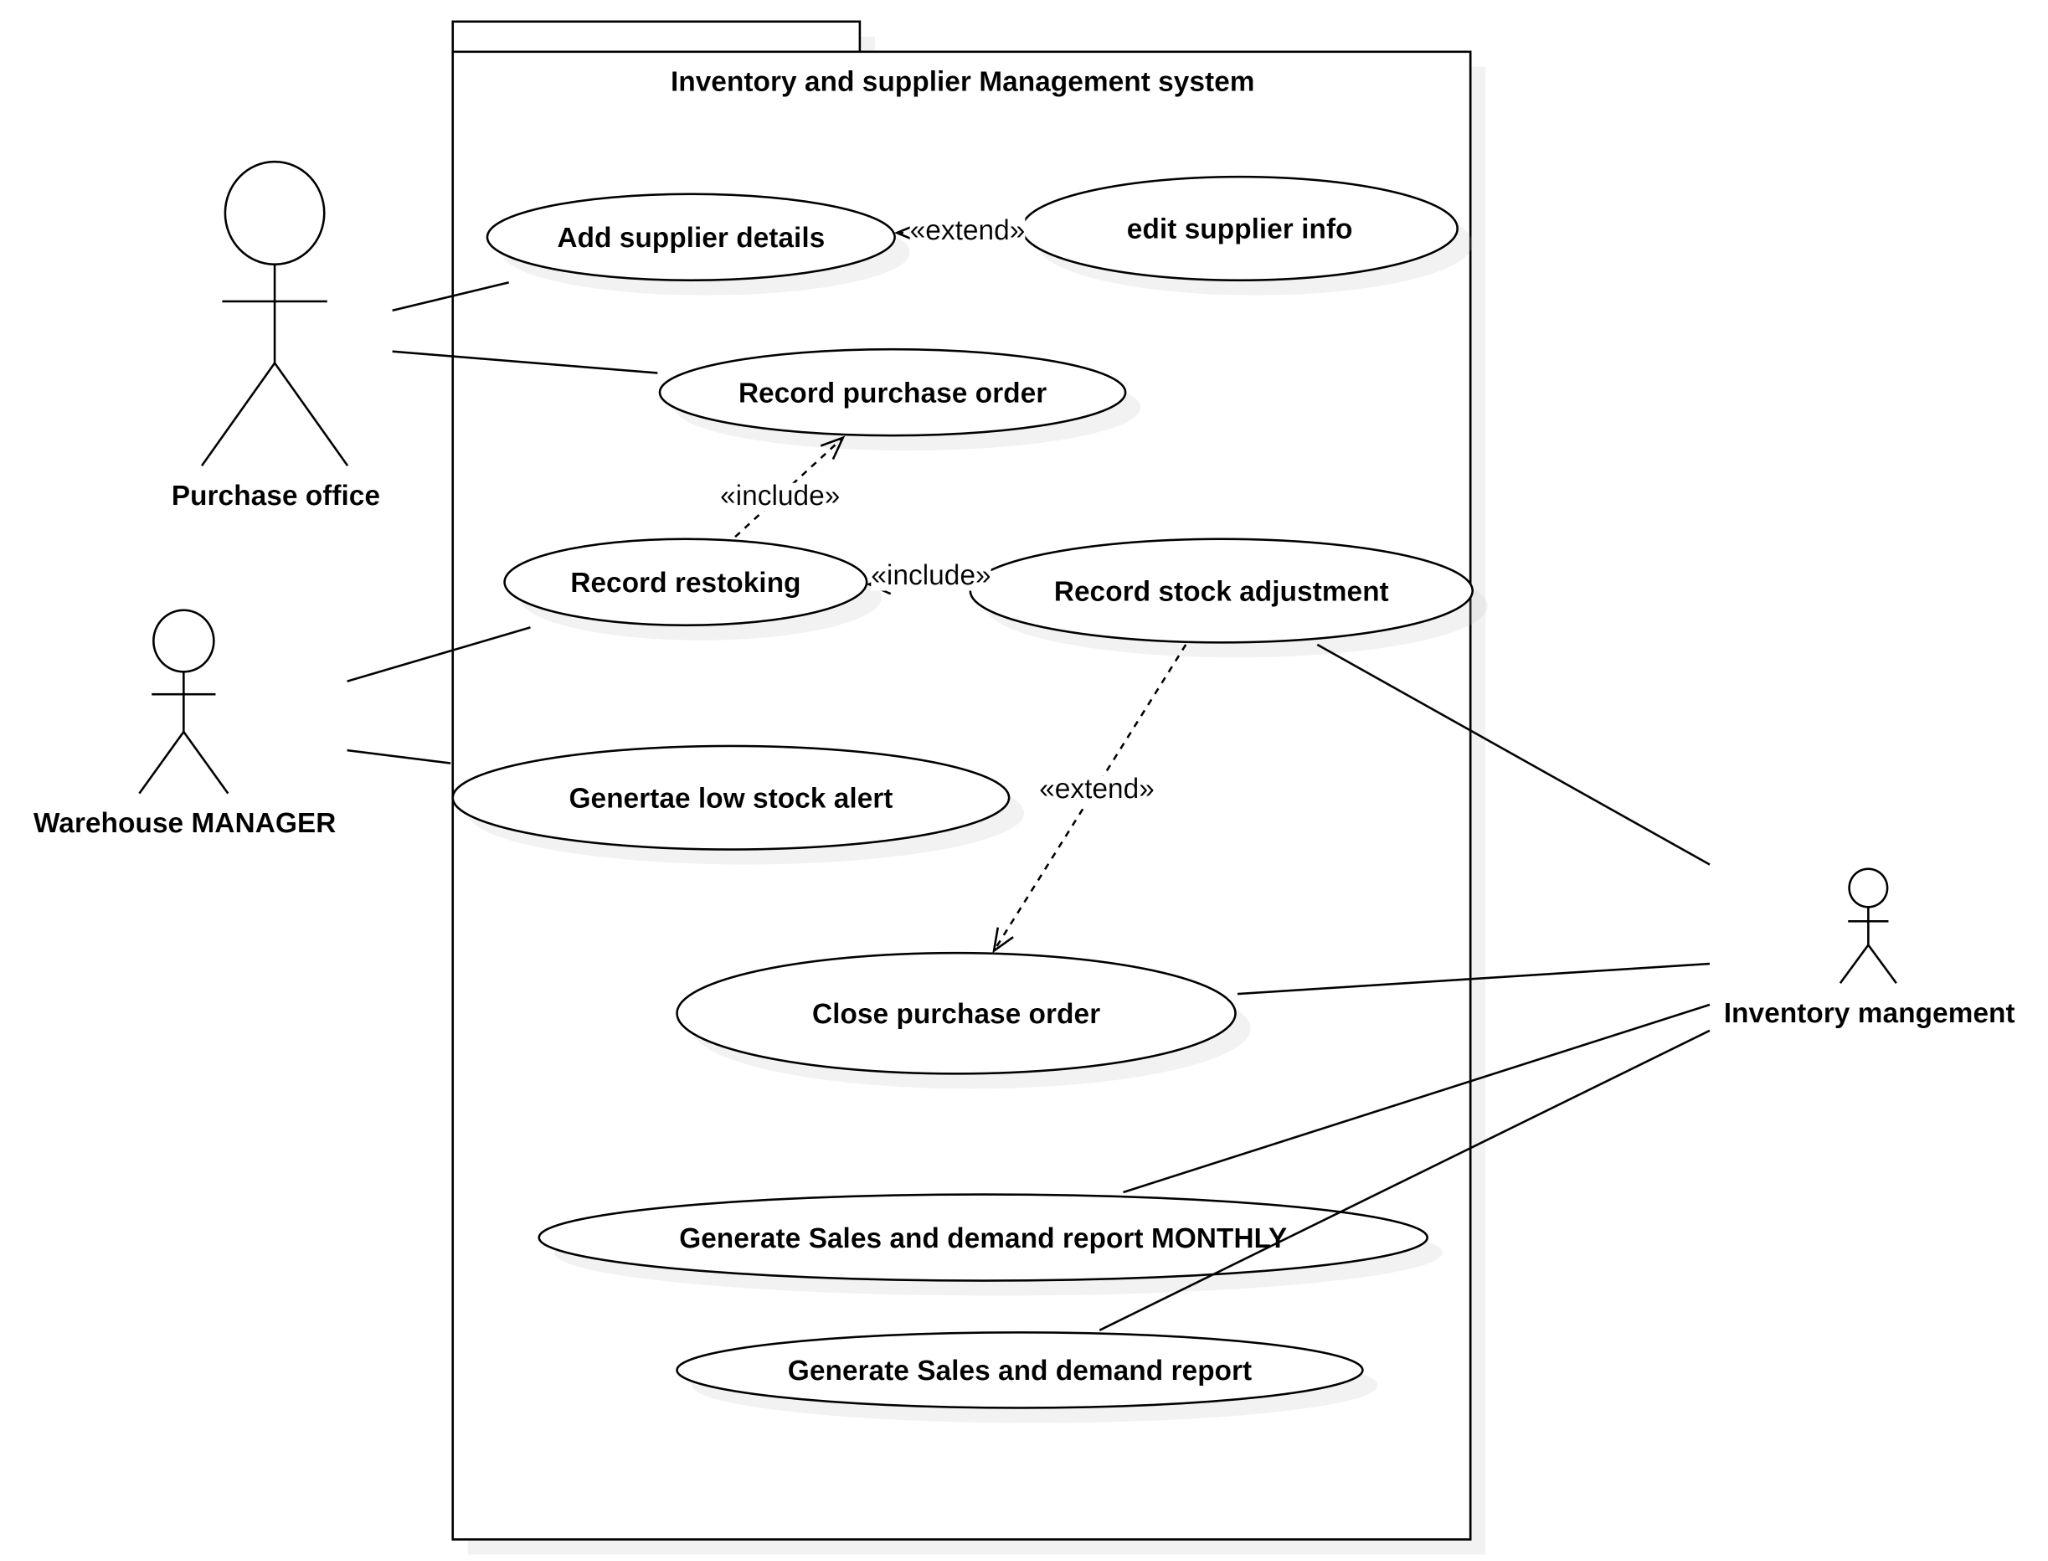 Inventory and supplier Management system
Add supplier details
«extend»
edit supplier info
Record purchase order
Purchase office
«include»
Record restoking
«include»
Record stock adjustment
Warehouse MANAGER
Genertae low stock alert
«extend»
Close purchase order
Inventory mangement
Generate Sales and demand report MONTHLY
Generate Sales and demand report